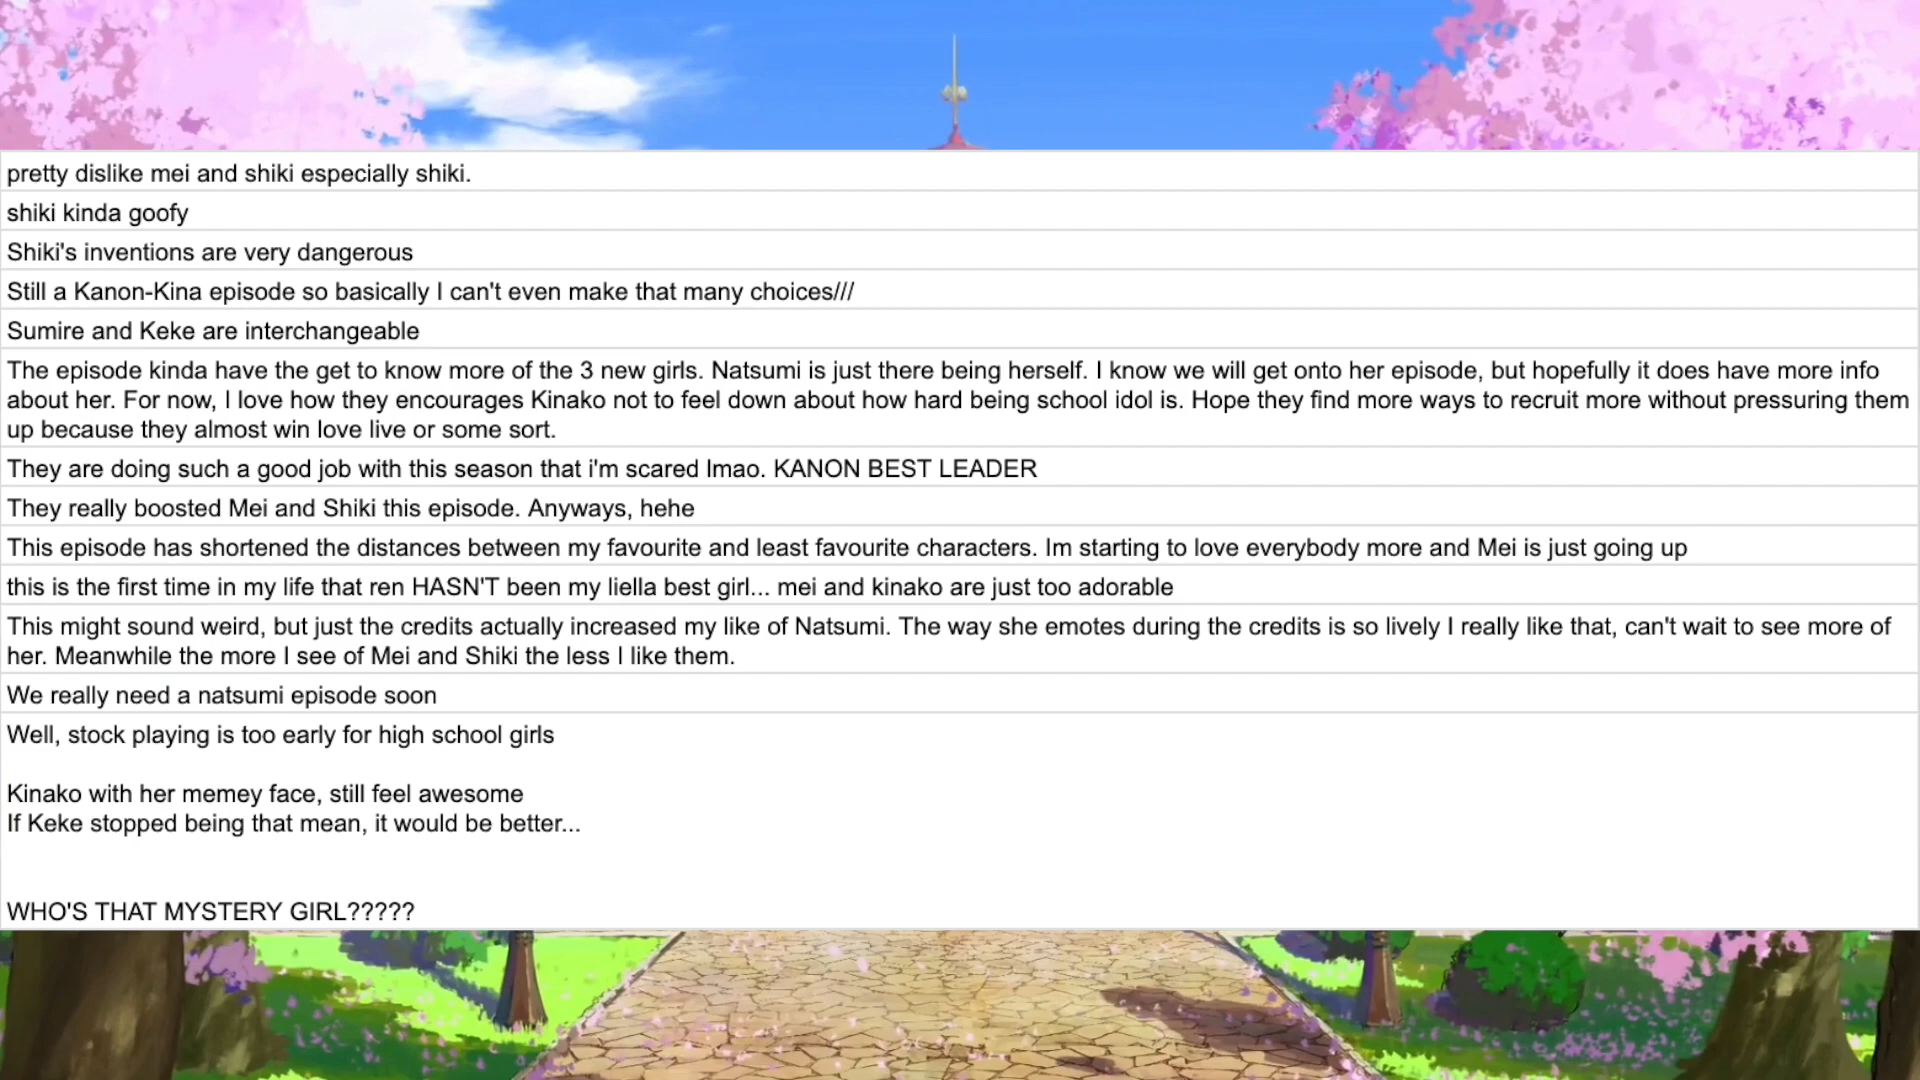 pretty dislike mei and shiki especially shiki.
shiki kinda goofy
Shiki's inventions are very dangerous
Still a Kanon-Kina episode so basically I can't even make that many choices///
Sumire and Keke are interchangeable
The episode kinda have the get to know more of the 3 new girls. Natsumi is just there being herself. I know we will get onto her episode, but hopefully it does have more info
about her. For now, I love how they encourages Kinako not to feel down about how hard being school idol is. Hope they find more ways to recruit more without pressuring them
up because they almost win love live or some sort.
They are doing such a good job with this season that i'm scared lmao. KANON BEST LEADER
They really boosted Mei and Shiki this episode. Anyways, hehe
This episode has shortened the distances between my favourite and least favourite characters. Im starting to love everybody more and Mei is just going up
this is the first time in my life that ren HASN'T been my liella best girl... mei and kinako are just too adorable
This might sound weird, but just the credits actually increased my like of Natsumi. The way she emotes during the credits is so lively I really like that, can't wait to see more of
her. Meanwhile the more I see of Mei and Shiki the less I like them.
We really need a natsumi episode soon
Well, stock playing is too early for high school girls
Kinako with her memey face, still feel awesome
If Keke stopped being that mean, it would be better...
WHO'S THAT MYSTERY GIRL?????